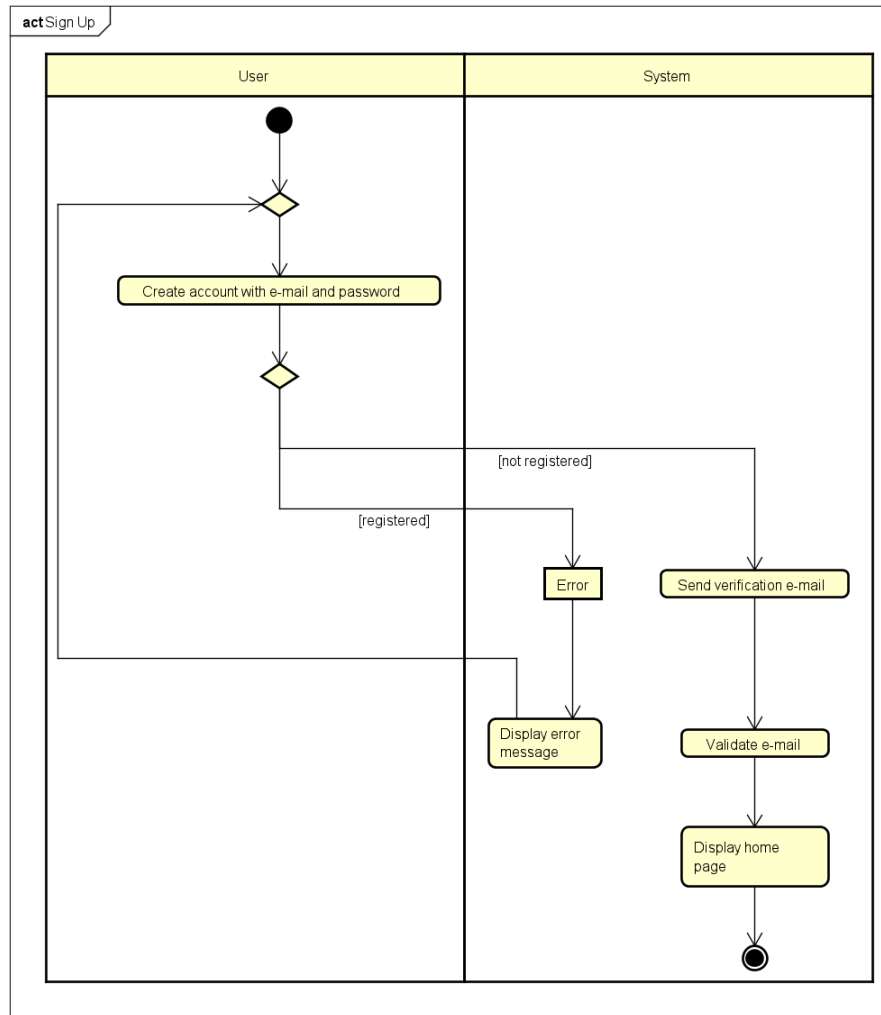 act Sign Up
User
System
Create account with e-mail and password
[not registered]
[registered]
Error
Send verification e-mail
Display error
message
Validate e-mail
Display home
page